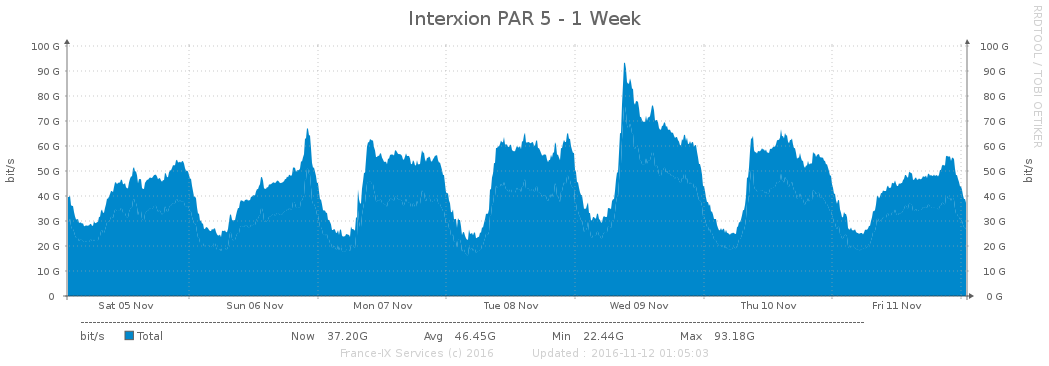 Interxion PAR 5 - 1 Week
RRDTOOL / TOBI OETIKER
bit/s
bit/s
100 G 100 G
90 G 90 G
80 G 80 G
70 G 70 G
60 G 60 G
50 G 50 G
40 G 40 G
30 G 30 G
20 G 20 G
10 G 10 G
0 0 G
Sat 05 Nov Sun 06 Nov Mon 07 Nov Tue 08 Nov Wed 09 Nov Thu 10 Nov Fri 11 Nov
bit/s Total Now 37.20G Avg 46.45G Min 22.44G Max 93.18G
France-IX Services (c) 2016 Updated : 2016-11-12 01:05:03